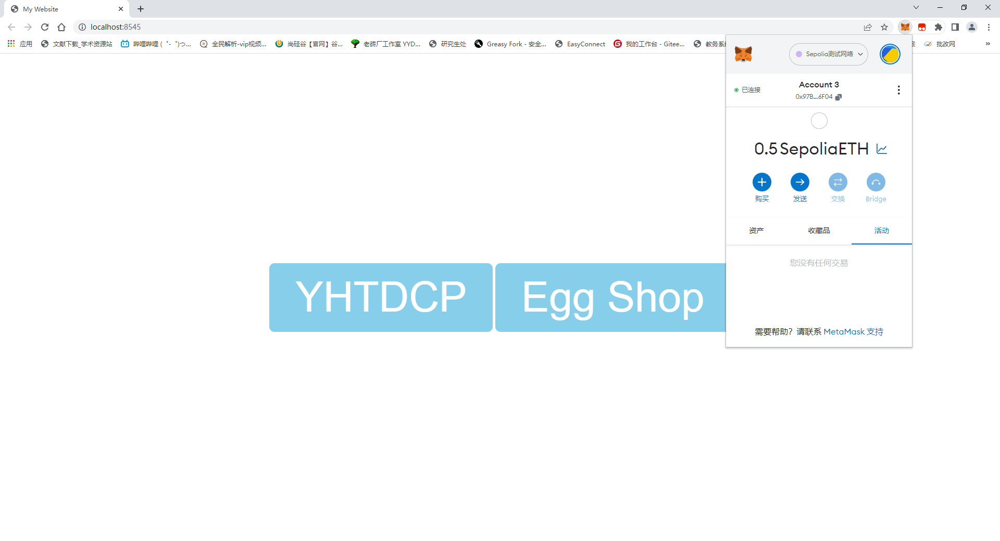 My Website
localhost:8545
应用
文献下载_学术资源站
哔哩哔哩 ( ゜- ゜)つ...
全民解析-vip视频...
尚硅谷【官网】谷...
老砖厂工作室 YYD...
研究生处
Greasy Fork - 安全...
EasyConnect
我的工作台 - Gitee...
教务系
批改网
Sepolia测试网络
已连接
Account 3
0x97B...6F04
0.5 SepoliaETH
购买
发送
交换
Bridge
资产
收藏品
活动
您没有任何交易
YHTDCP
Egg Shop
需要帮助？请联系 MetaMask 支持